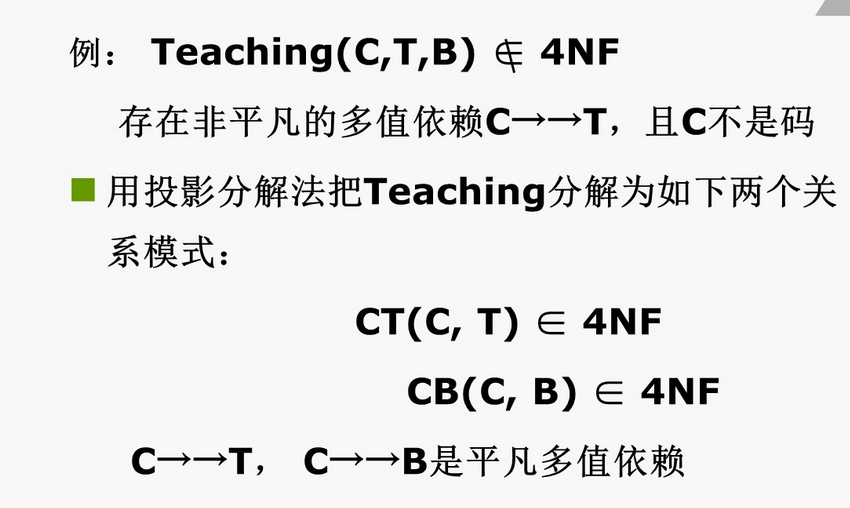 例： Teaching(C,T,B) ∉ 4NF
存在非平凡的多值依赖C→→T，且C不是码
用投影分解法把Teaching分解为如下两个关
系模式：
CT(C, T) ∈ 4NF
CB(C, B) ∈ 4NF
C→→T， C→→B是平凡多值依赖